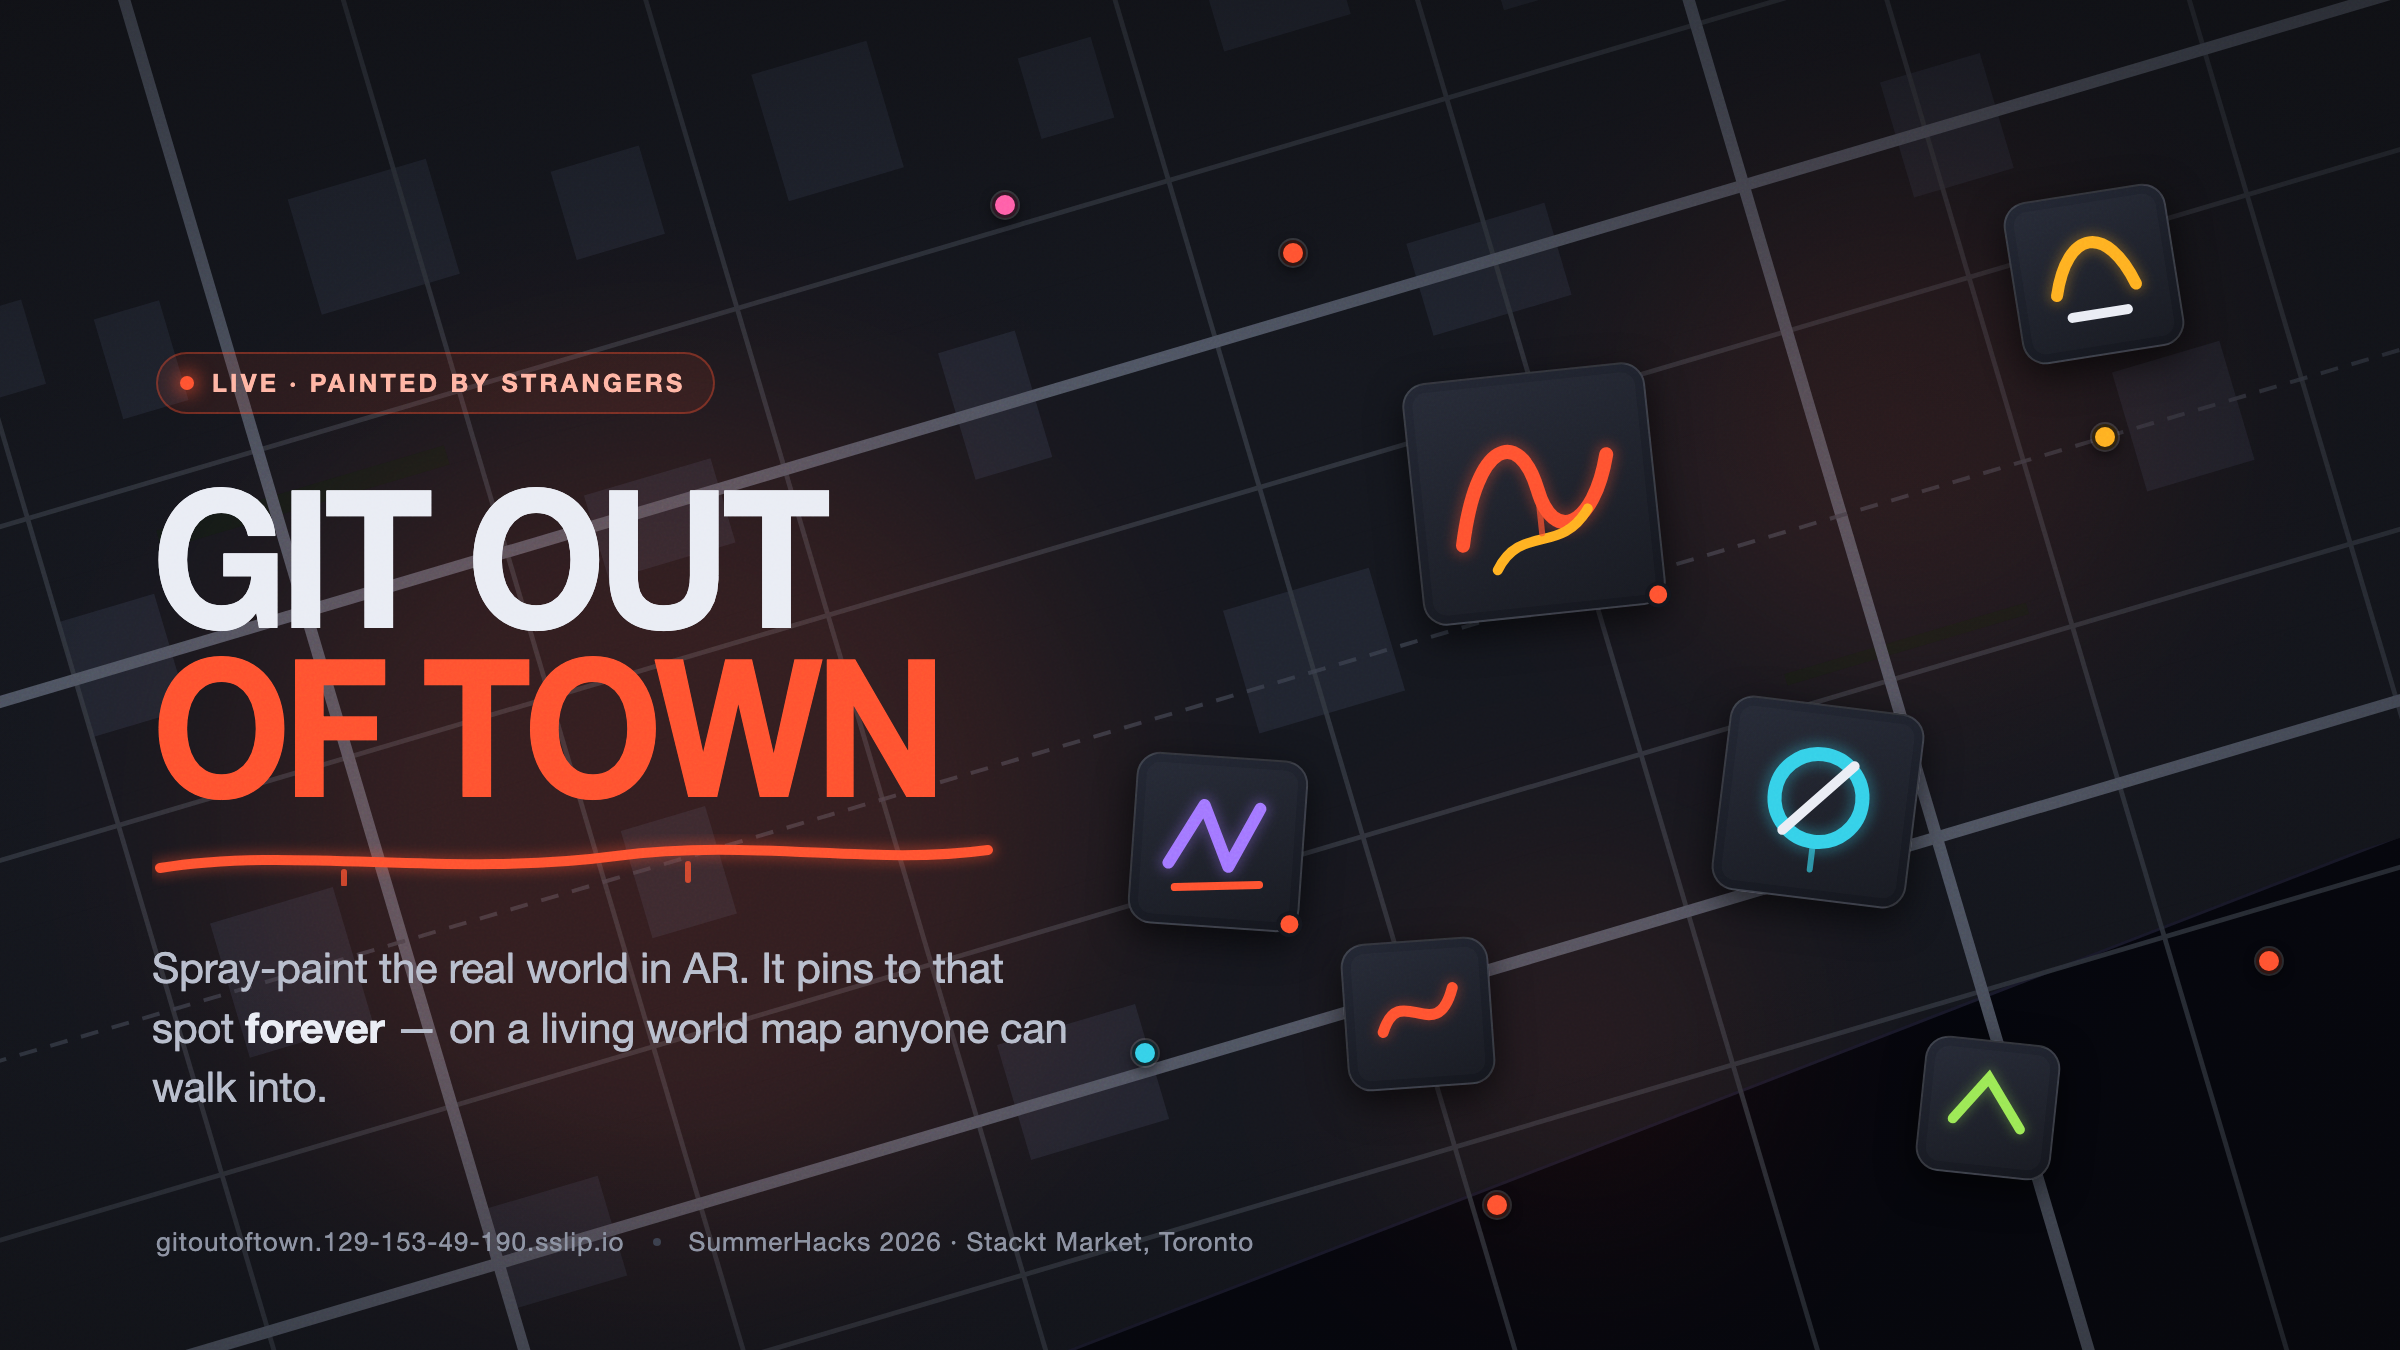 LIVE · PAINTED BY STRANGERS
GIT OUT
OF TOWN
Spray-paint the real world in AR. It pins to that
spot forever — on a living world map anyone can
walk into.
gitoutoftown.129-153-49-190.sslip.io • SummerHacks 2026 · Stackt Market, Toronto